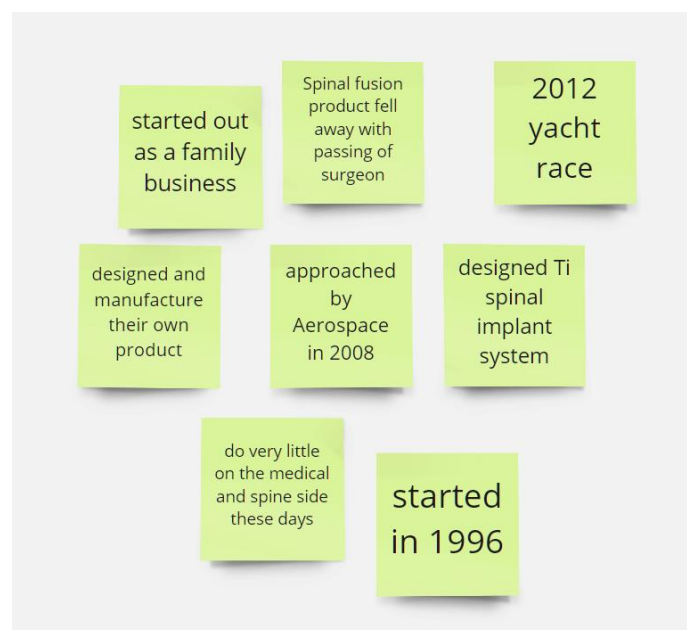 started out
as a family
business
Spinal fusion
product fell
away with
passing of
surgeon
2012
yacht
race
designed and
manufacture
their own
product
approached
by
Aerospace
in 2008
designed Ti
spinal
implant
system
do very little
on the medical
and spine side
these days
started
in 1996